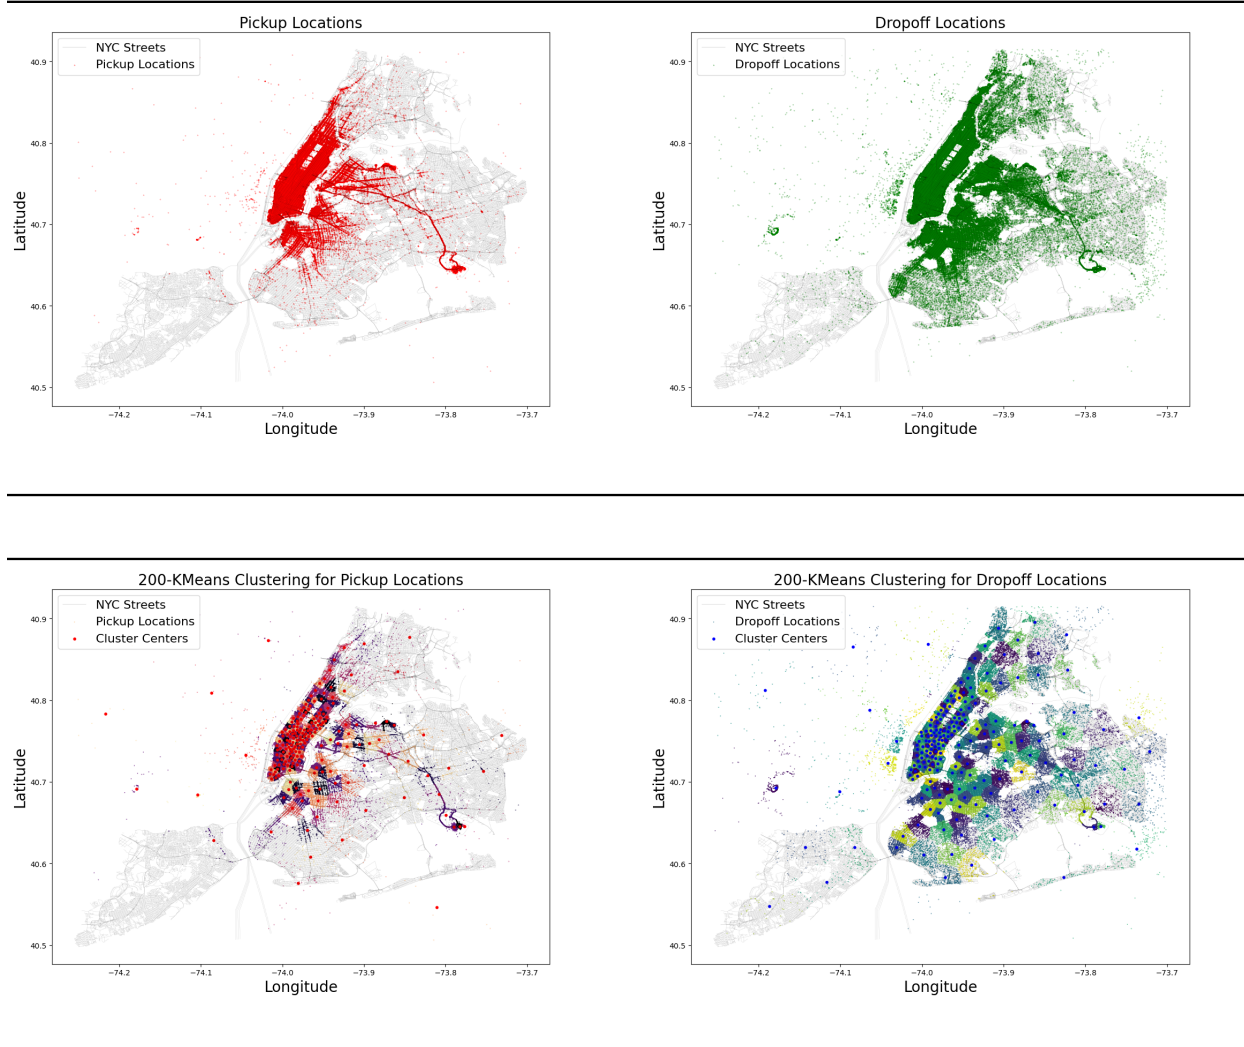 Pickup Locations
NYC Streets
Pickup Locations
40.9
40.8
40.7
40.6
40.5
Latitude
−74.2 −74.1 −74.0 −73.9 −73.8 −73.7
Longitude
Dropoff Locations
NYC Streets
Dropoff Locations
40.9
40.8
40.7
40.6
40.5
Latitude
−74.2 −74.1 −74.0 −73.9 −73.8 −73.7
Longitude
200-KMeans Clustering for Pickup Locations
NYC Streets
Pickup Locations
Cluster Centers
40.9
40.8
40.7
40.6
40.5
Latitude
−74.2 −74.1 −74.0 −73.9 −73.8 −73.7
Longitude
200-KMeans Clustering for Dropoff Locations
NYC Streets
Dropoff Locations
Cluster Centers
40.9
40.8
40.7
40.6
40.5
Latitude
−74.2 −74.1 −74.0 −73.9 −73.8 −73.7
Longitude